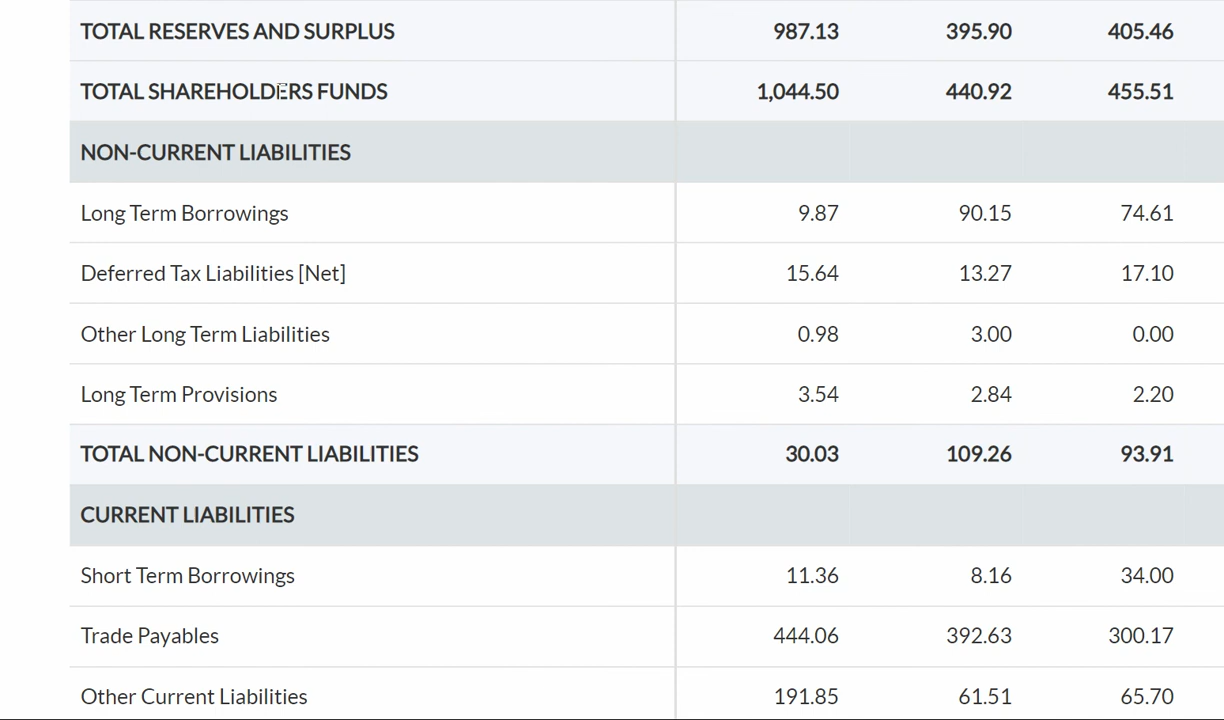 TOTAL RESERVES AND SURPLUS 987.13 395.90 405.46
TOTAL SHAREHOLDERS FUNDS 1,044.50 440.92 455.51
NON-CURRENT LIABILITIES
Long Term Borrowings 9.87 90.15 74.61
Deferred Tax Liabilities [Net] 15.64 13.27 17.10
Other Long Term Liabilities 0.98 3.00 0.00
Long Term Provisions 3.54 2.84 2.20
TOTAL NON-CURRENT LIABILITIES 30.03 109.26 93.91
CURRENT LIABILITIES
Short Term Borrowings 11.36 8.16 34.00
Trade Payables 444.06 392.63 300.17
Other Current Liabilities 191.85 61.51 65.70